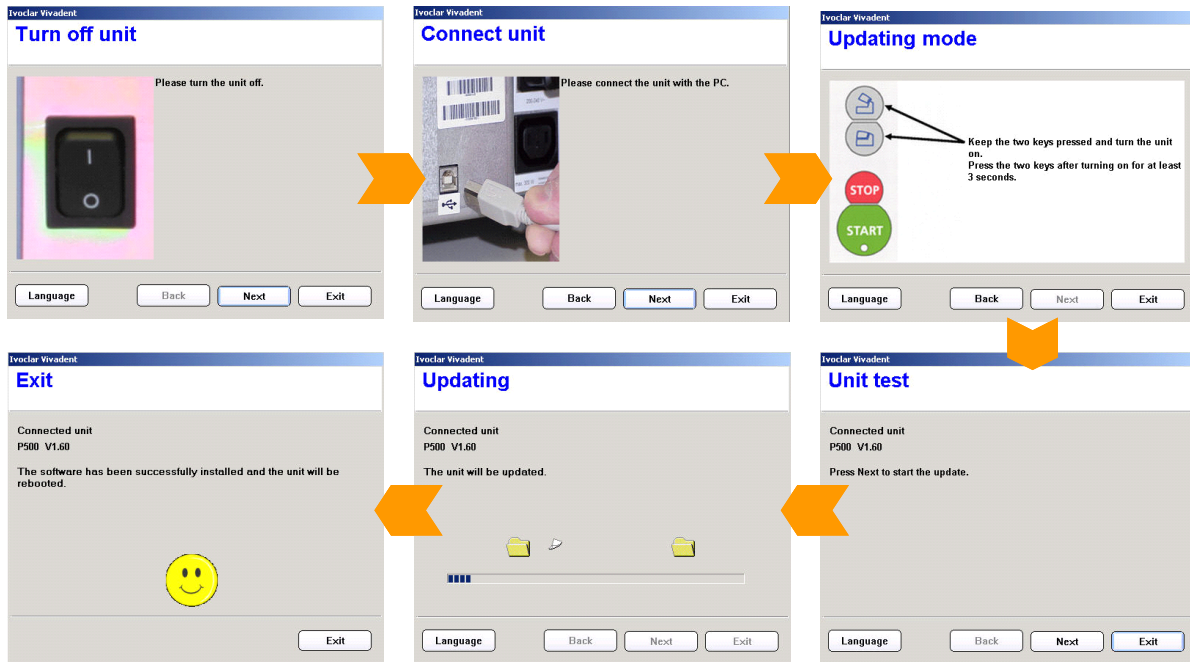 Ivoclar Vivadent
Turn off unit
Please turn the unit off.
Language
Back
Next
Exit
Ivoclar Vivadent
Connect unit
Please connect the unit with the PC.
Language
Back
Next
Exit
Ivoclar Vivadent
Updating mode
Keep the two keys pressed and turn the unit
on.
Press the two keys after turning on for at least
3 seconds.
STOP
START
Language
Back
Next
Exit
Ivoclar Vivadent
Unit test
Connected unit
P500 V1.60
Press Next to start the update.
Language
Back
Next
Exit
Ivoclar Vivadent
Updating
Connected unit
P500 V1.60
The unit will be updated.
Language
Back
Next
Exit
Ivoclar Vivadent
Exit
Connected unit
P500 V1.60
The software has been successfully installed and the unit will be
rebooted.
Exit